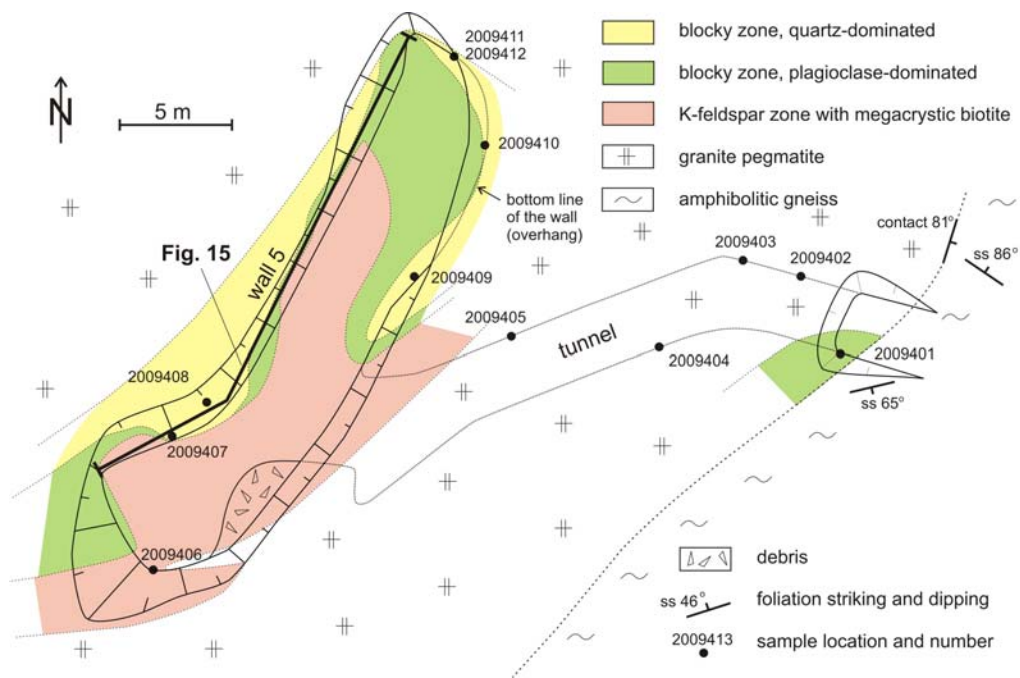 2009411
2009412
N
5 m
2009410
bottom line
of the wall
(overhang)
Fig. 15
wall 5
2009409
2009403
2009402
2009405
tunnel
2009404
2009401
contact 81°
ss 86°
ss 65°
2009408
2009407
2009406
blocky zone, quartz-dominated
blocky zone, plagioclase-dominated
K-feldspar zone with megacrystic biotite
granite pegmatite
amphibolitic gneiss
debris
ss 46°
foliation striking and dipping
2009413
sample location and number